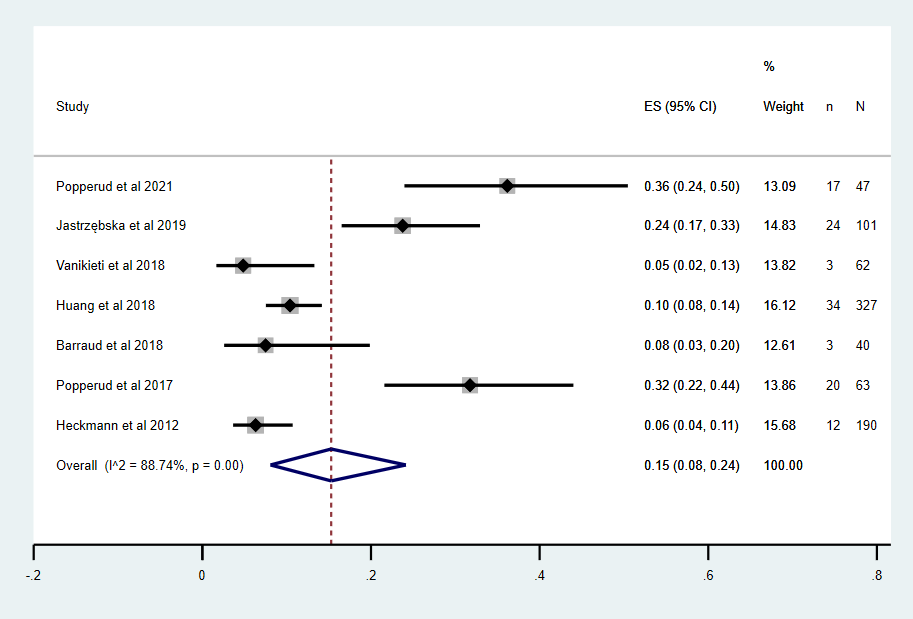 %
Study ES (95% CI) Weight n N
Popperud et al 2021 0.36 (0.24, 0.50) 13.09 17 47
Jastrzębska et al 2019 0.24 (0.17, 0.33) 14.83 24 101
Vanikieti et al 2018 0.05 (0.02, 0.13) 13.82 3 62
Huang et al 2018 0.10 (0.08, 0.14) 16.12 34 327
Barraud et al 2018 0.08 (0.03, 0.20) 12.61 3 40
Popperud et al 2017 0.32 (0.22, 0.44) 13.86 20 63
Heckmann et al 2012 0.06 (0.04, 0.11) 15.68 12 190
Overall (I^2 = 88.74%, p = 0.00) 0.15 (0.08, 0.24) 100.00
-.2 0 .2 .4 .6 .8